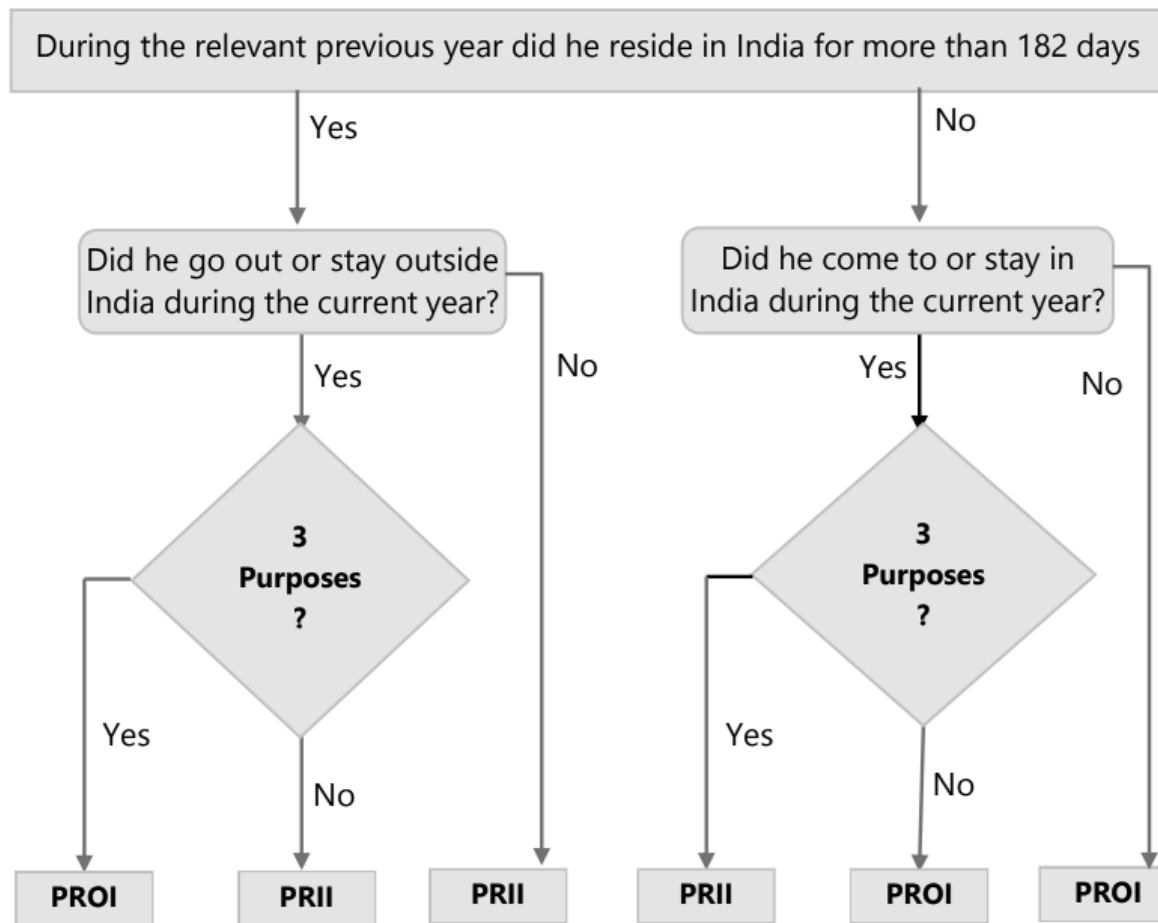 During the relevant previous year did he reside in India for more than 182 days
Yes
No
Did he go out or stay outside
India during the current year?
Did he come to or stay in
India during the current year?
Yes
No
Yes
No
3
Purposes
?
3
Purposes
?
Yes
No
Yes
No
PROI
PRII
PRII
PRII
PROI
PROI